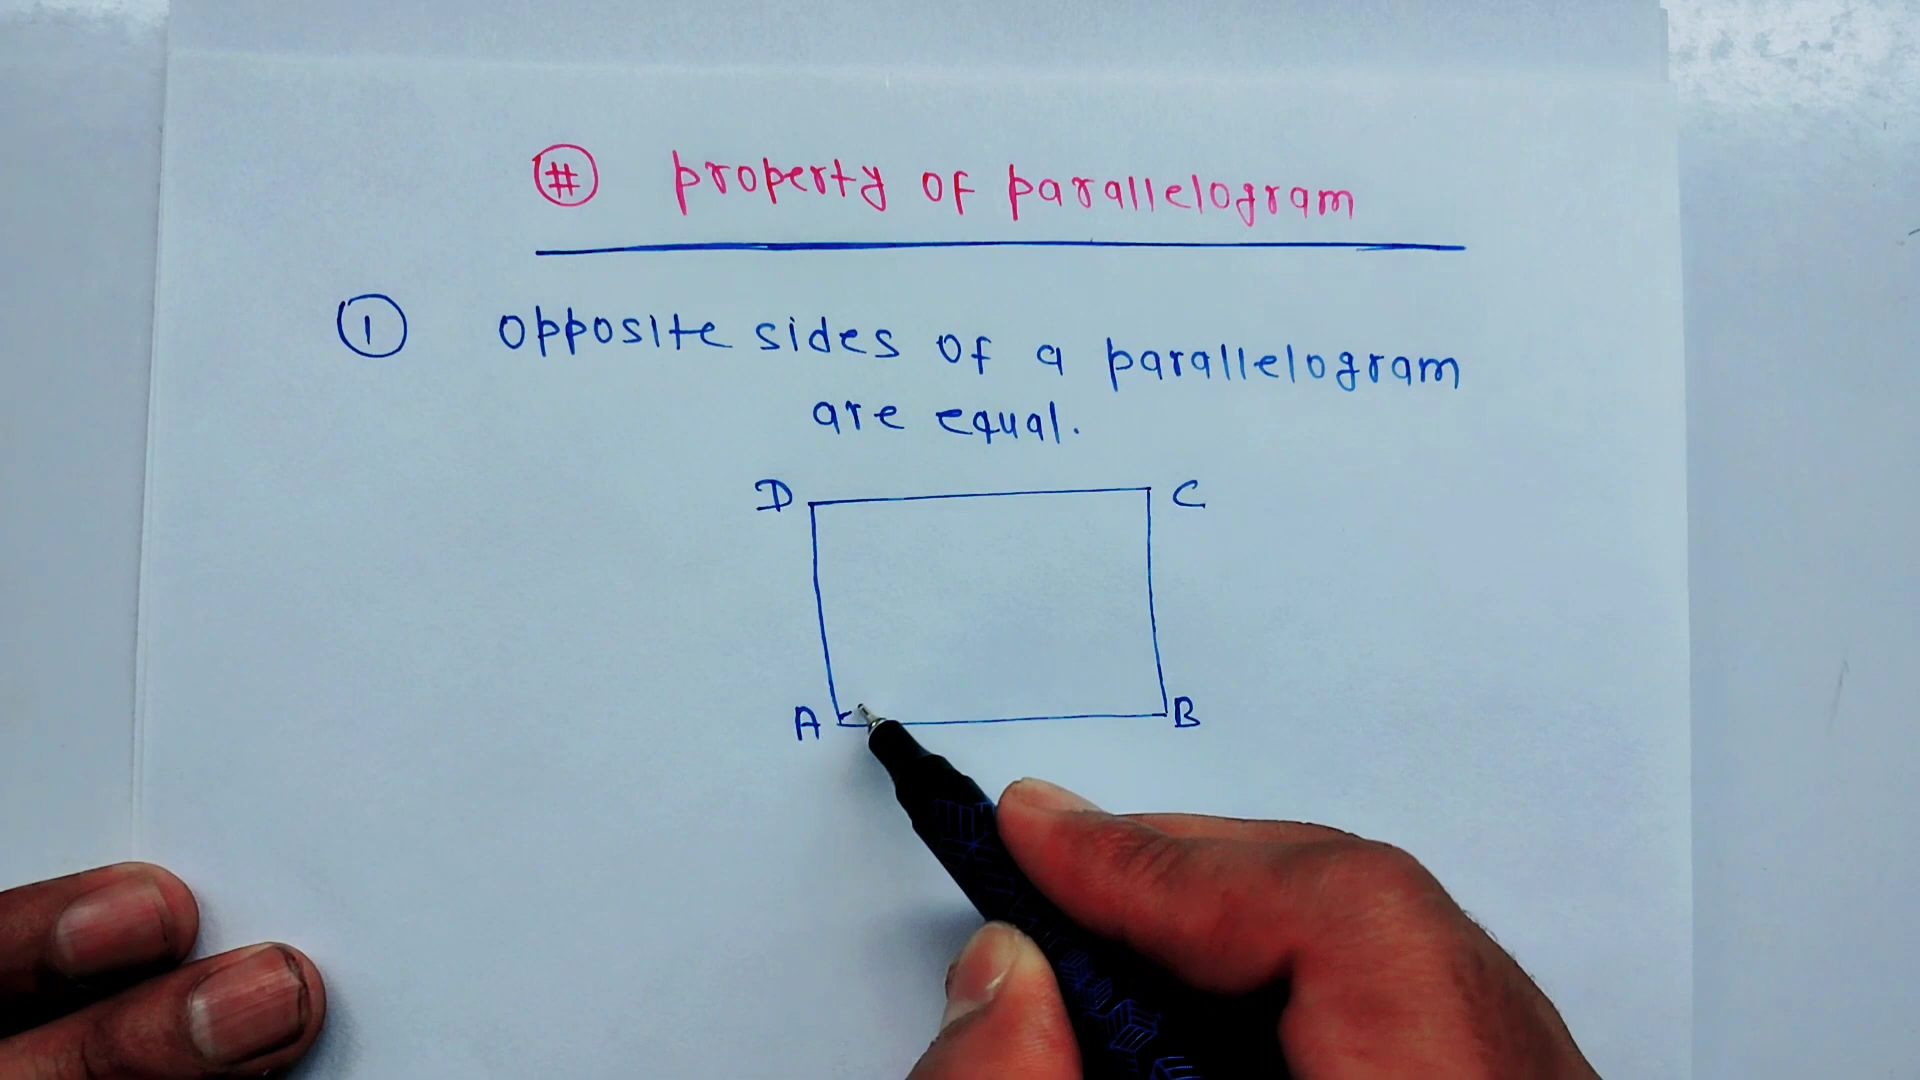 # property of parallelogram
1 opposite sides of a parallelogram
are equal.
D C
A B